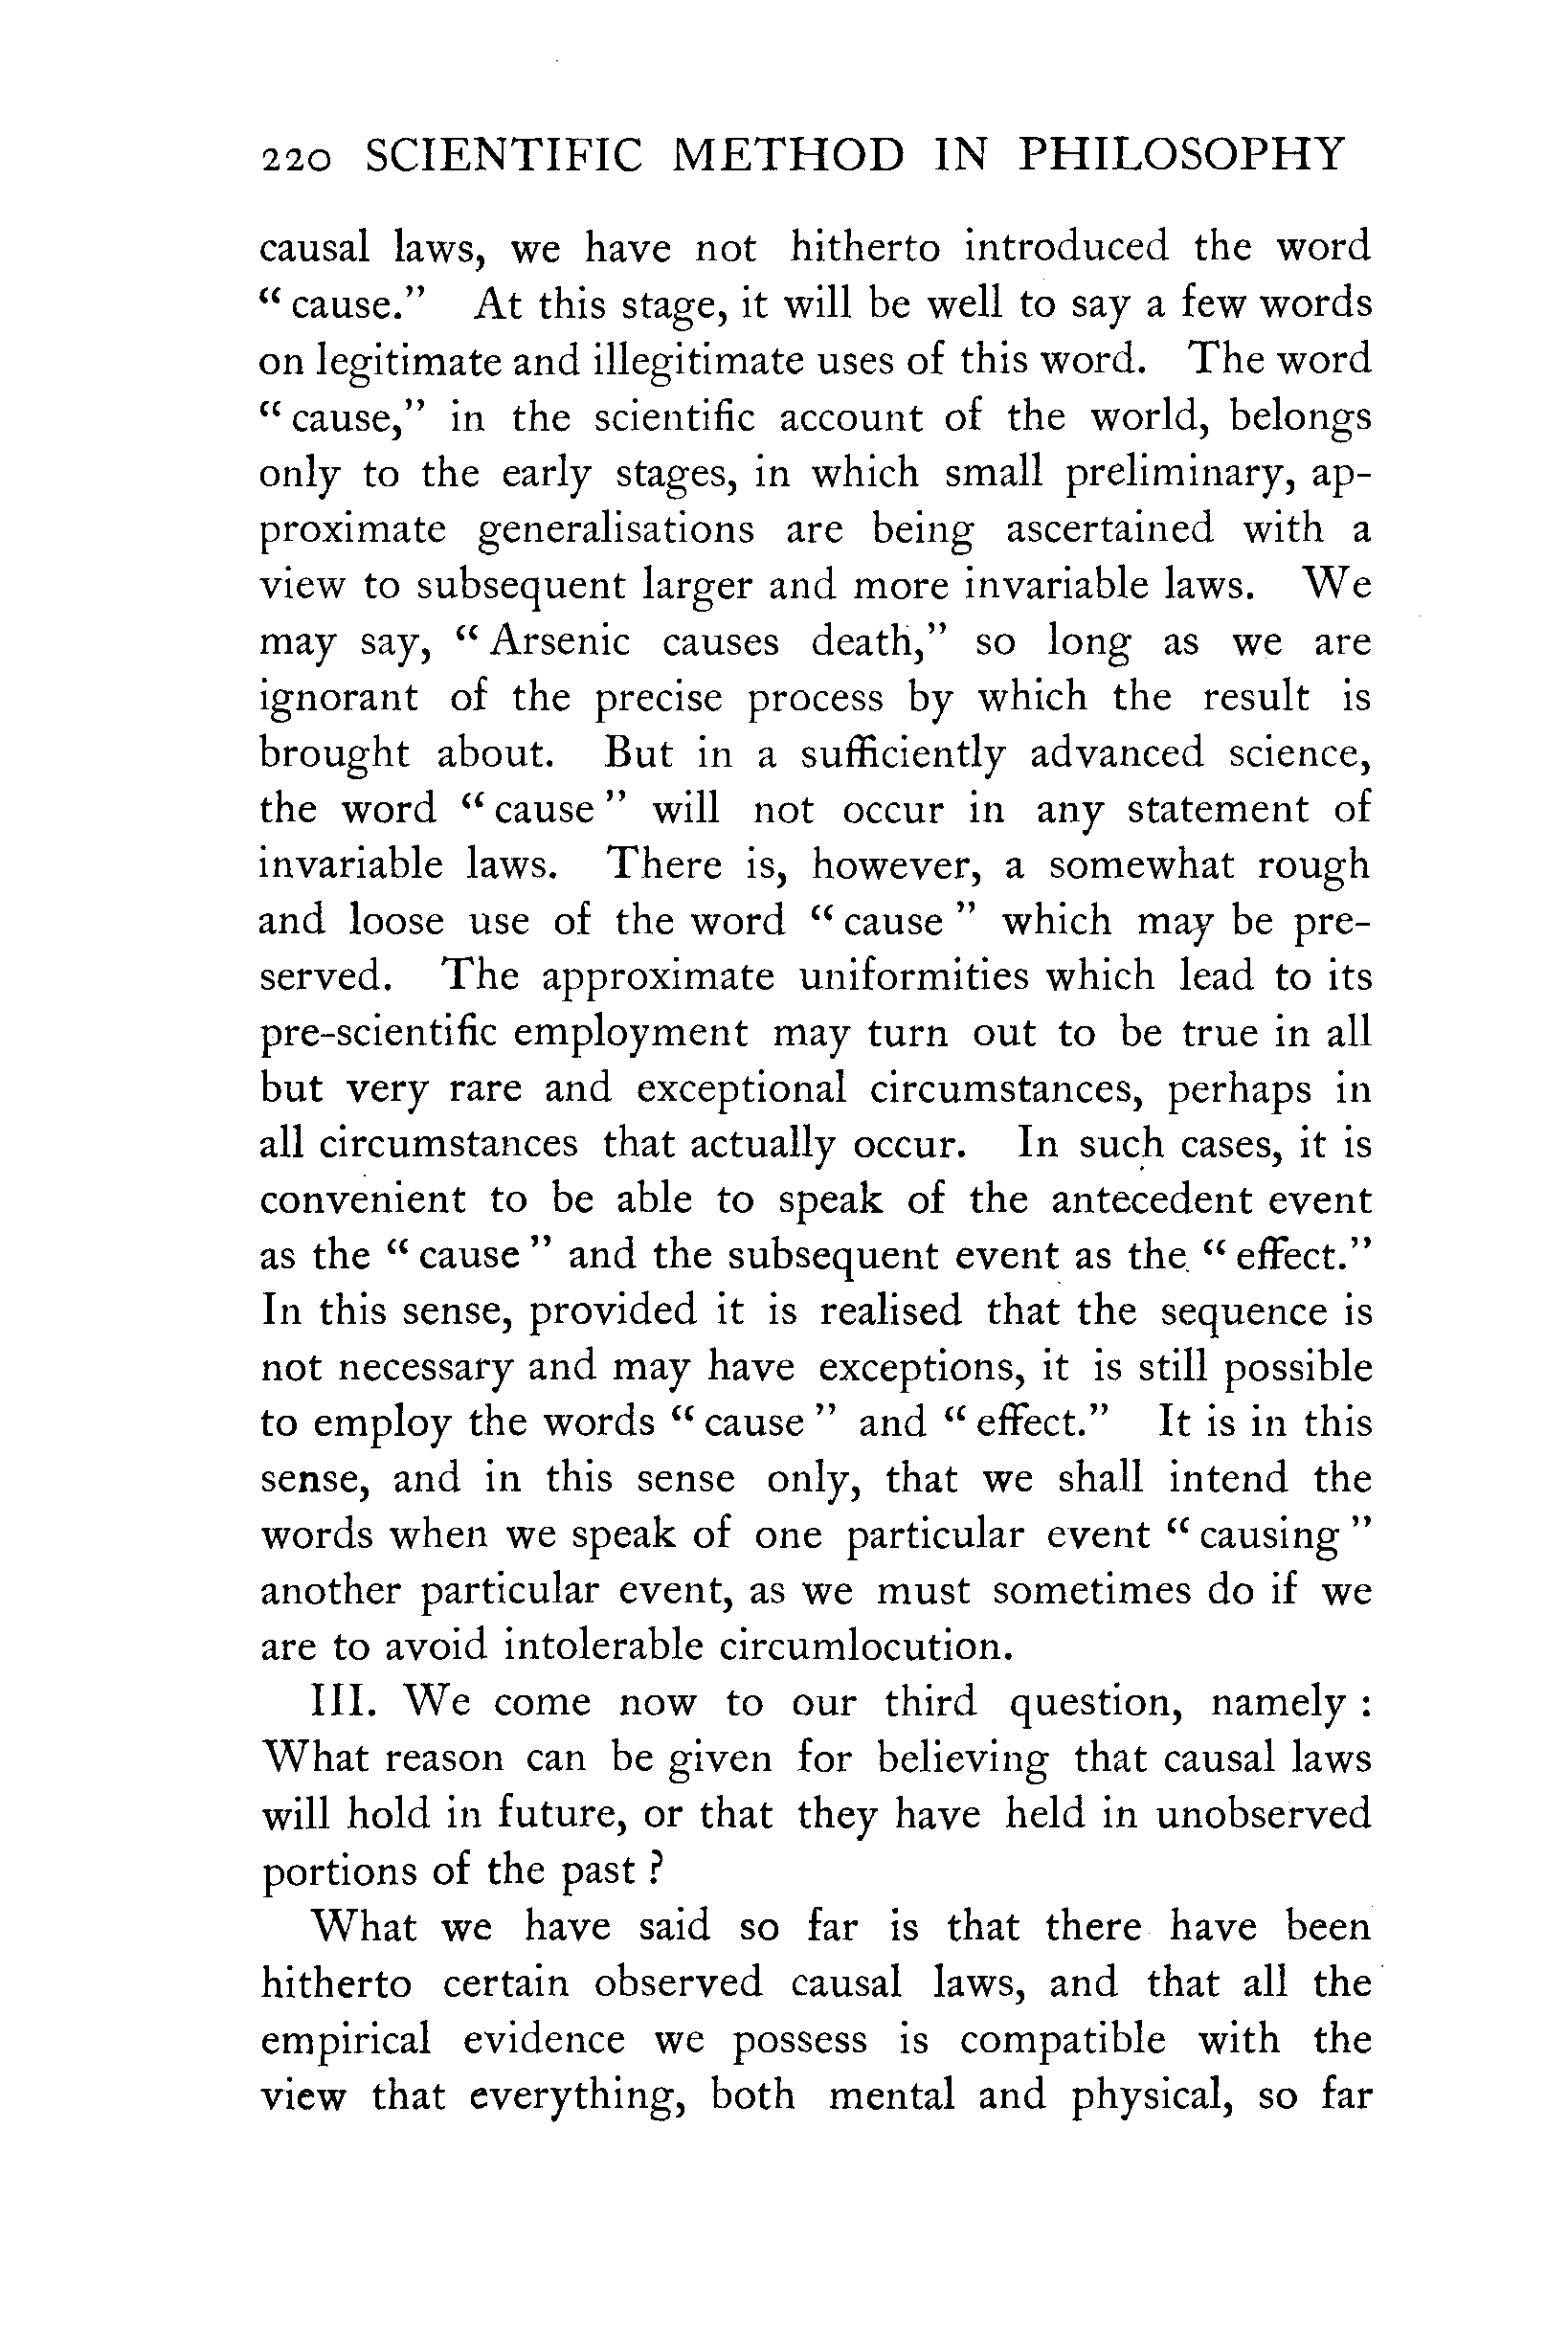 220 SCIENTIFIC METHOD IN PHILOSOPHY
causal laws, we have not hitherto introduced the word
“ cause.” At this stage, it will be well to say a few words
on legitimate and illegitimate uses of this word. The word
“ cause,” in the scientific account of the world, belongs
only to the early stages, in which small preliminary, ap-
proximate generalisations are being ascertained with a
view to subsequent larger and more invariable laws. We
may say, “ Arsenic causes death,” so long as we are
ignorant of the precise process by which the result is
brought about. But in a sufficiently advanced science,
the word “ cause ” will not occur in any statement of
invariable laws. There is, however, a somewhat rough
and loose use of the word “ cause ” which may be pre-
served. The approximate uniformities which lead to its
pre-scientific employment may turn out to be true in all
but very rare and exceptional circumstances, perhaps in
all circumstances that actually occur. In such cases, it is
convenient to be able to speak of the antecedent event
as the “ cause ” and the subsequent event as the “ effect.”
In this sense, provided it is realised that the sequence is
not necessary and may have exceptions, it is still possible
to employ the words “ cause ” and “ effect.” It is in this
sense, and in this sense only, that we shall intend the
words when we speak of one particular event “ causing ”
another particular event, as we must sometimes do if we
are to avoid intolerable circumlocution.
III. We come now to our third question, namely :
What reason can be given for believing that causal laws
will hold in future, or that they have held in unobserved
portions of the past ?
What we have said so far is that there have been
hitherto certain observed causal laws, and that all the
empirical evidence we possess is compatible with the
view that everything, both mental and physical, so far